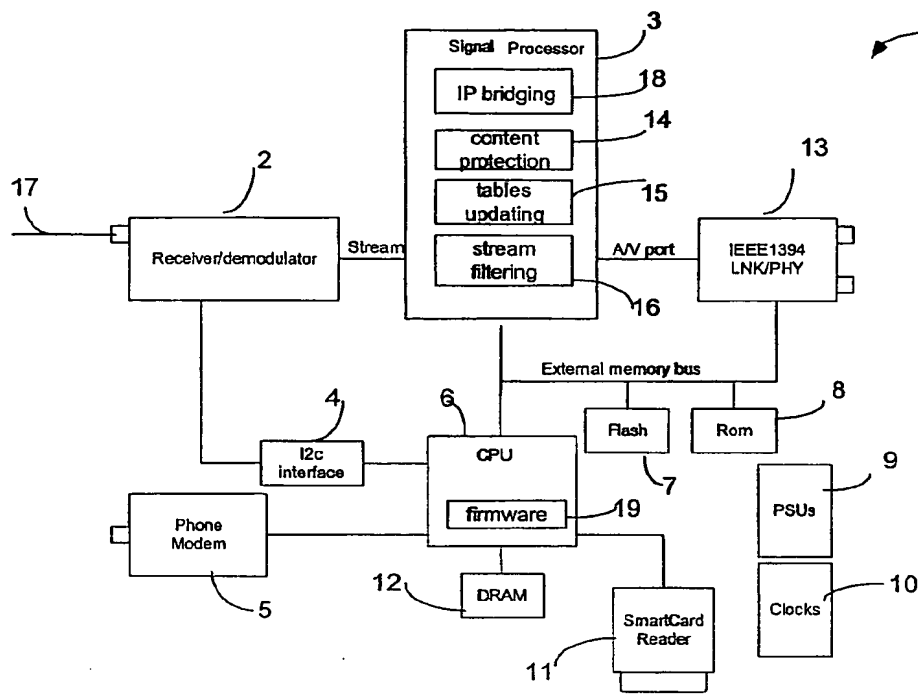 3
Signal Processor
IP bridging
18
content
protection
14
tables
updating
15
stream
filtering
16
2
17
Receiver/demodulator
Stream
A/V port
13
IEEE1394
LNK/PHY
External memory bus
4
I2c
interface
6
CPU
firmware
19
Flash
7
Rom
8
Phone
Modem
5
12
DRAM
SmartCard
Reader
11
9
PSUs
10
Clocks